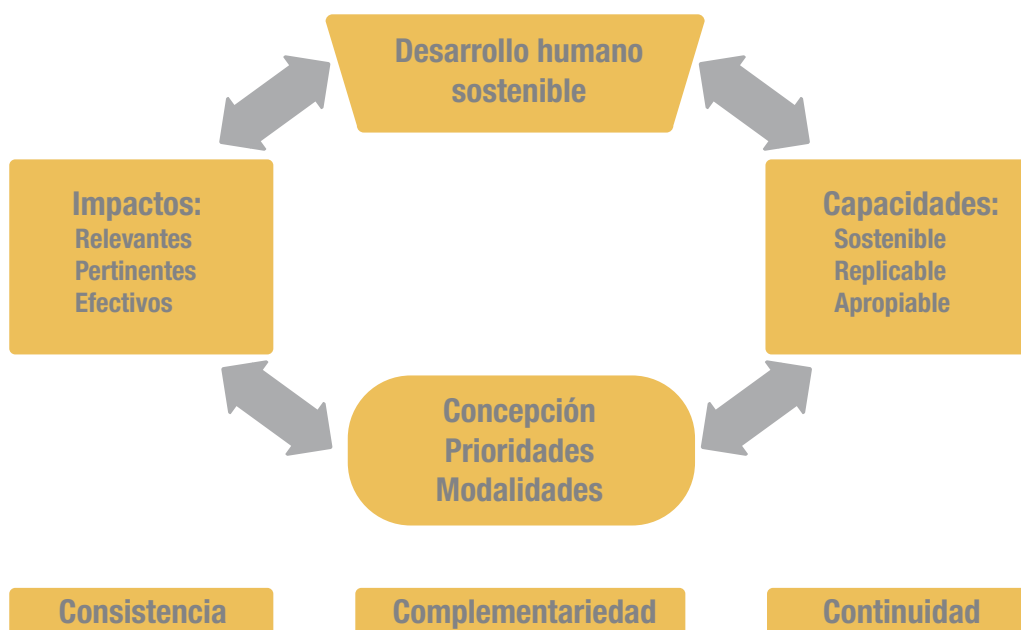 Desarrollo humano
sostenible
Impactos:
Relevantes
Pertinentes
Efectivos
Capacidades:
Sostenible
Replicable
Apropiable
Concepción
Prioridades
Modalidades
Consistencia
Complementariedad
Continuidad